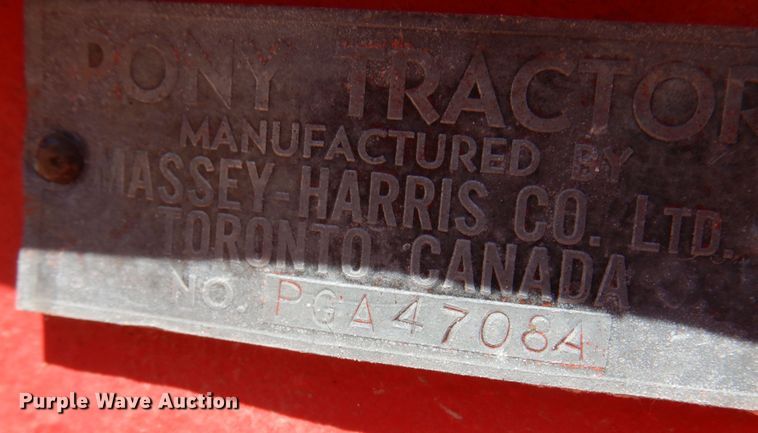 PONY TRACTOR
MANUFACTURED BY
MASSEY-HARRIS CO. LTD.
TORONTO CANADA
NO. PGA47084
Purple Wave Auction